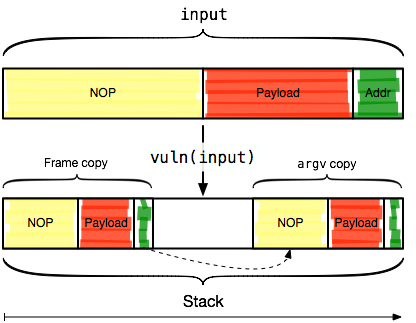 input
NOP Payload Addr
vuln(input)
Frame copy argv copy
NOP Payload NOP Payload
Stack